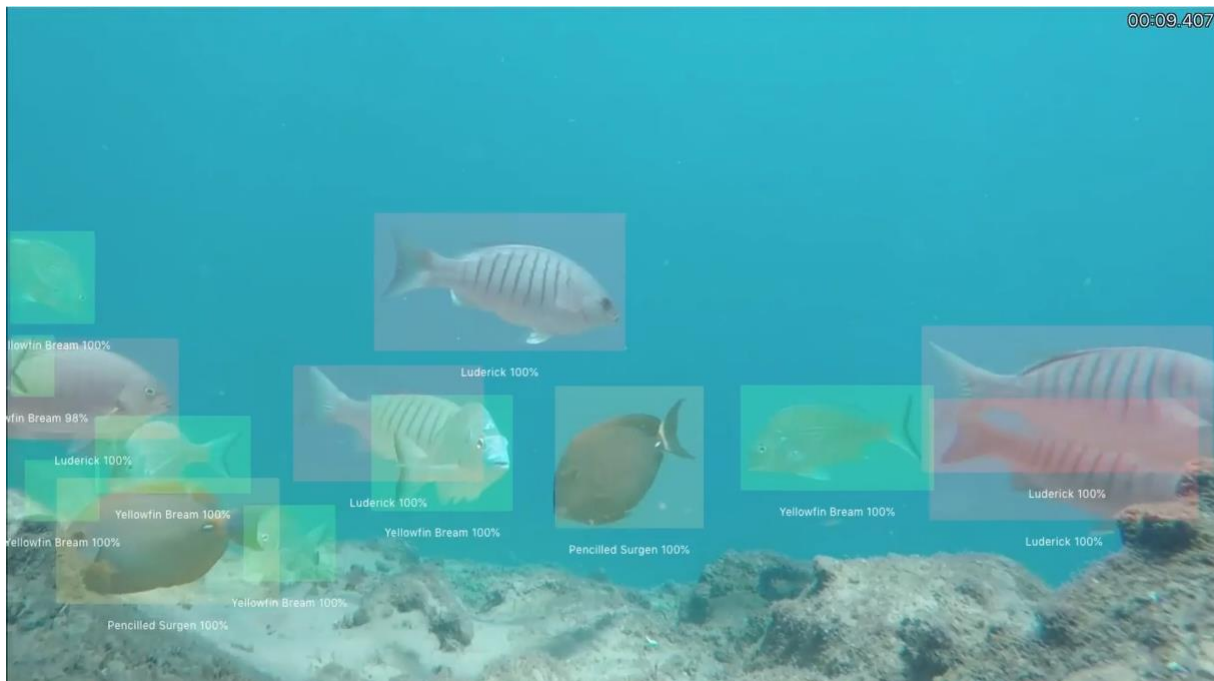 00:09.407
llowfin Bream 100%
Luderick 100%
wfin Bream 98%
Luderick 100%
Luderick 100%
Luderick 100%
Yellowfin Bream 100%
Yellowfin Bream 100%
Yellowfin Bream 100%
Yellowfin Bream 100%
Luderick 100%
Pencilled Surgen 100%
Yellowfin Bream 100%
Pencilled Surgen 100%